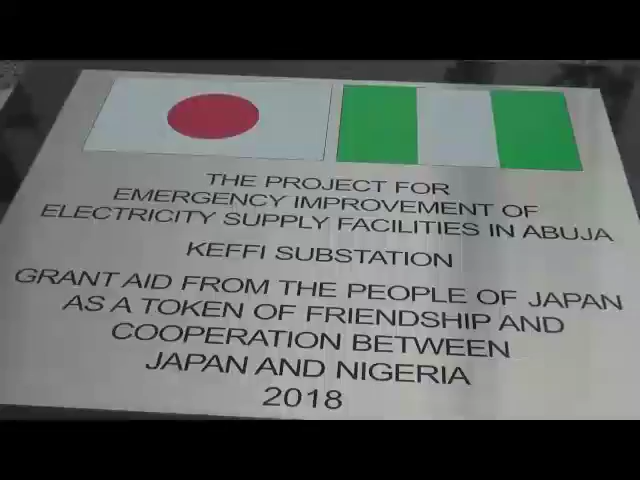 THE PROJECT FOR
EMERGENCY IMPROVEMENT OF
ELECTRICITY SUPPLY FACILITIES IN ABUJA
KEFFI SUBSTATION
GRANT AID FROM THE PEOPLE OF JAPAN
AS A TOKEN OF FRIENDSHIP AND
COOPERATION BETWEEN
JAPAN AND NIGERIA
2018